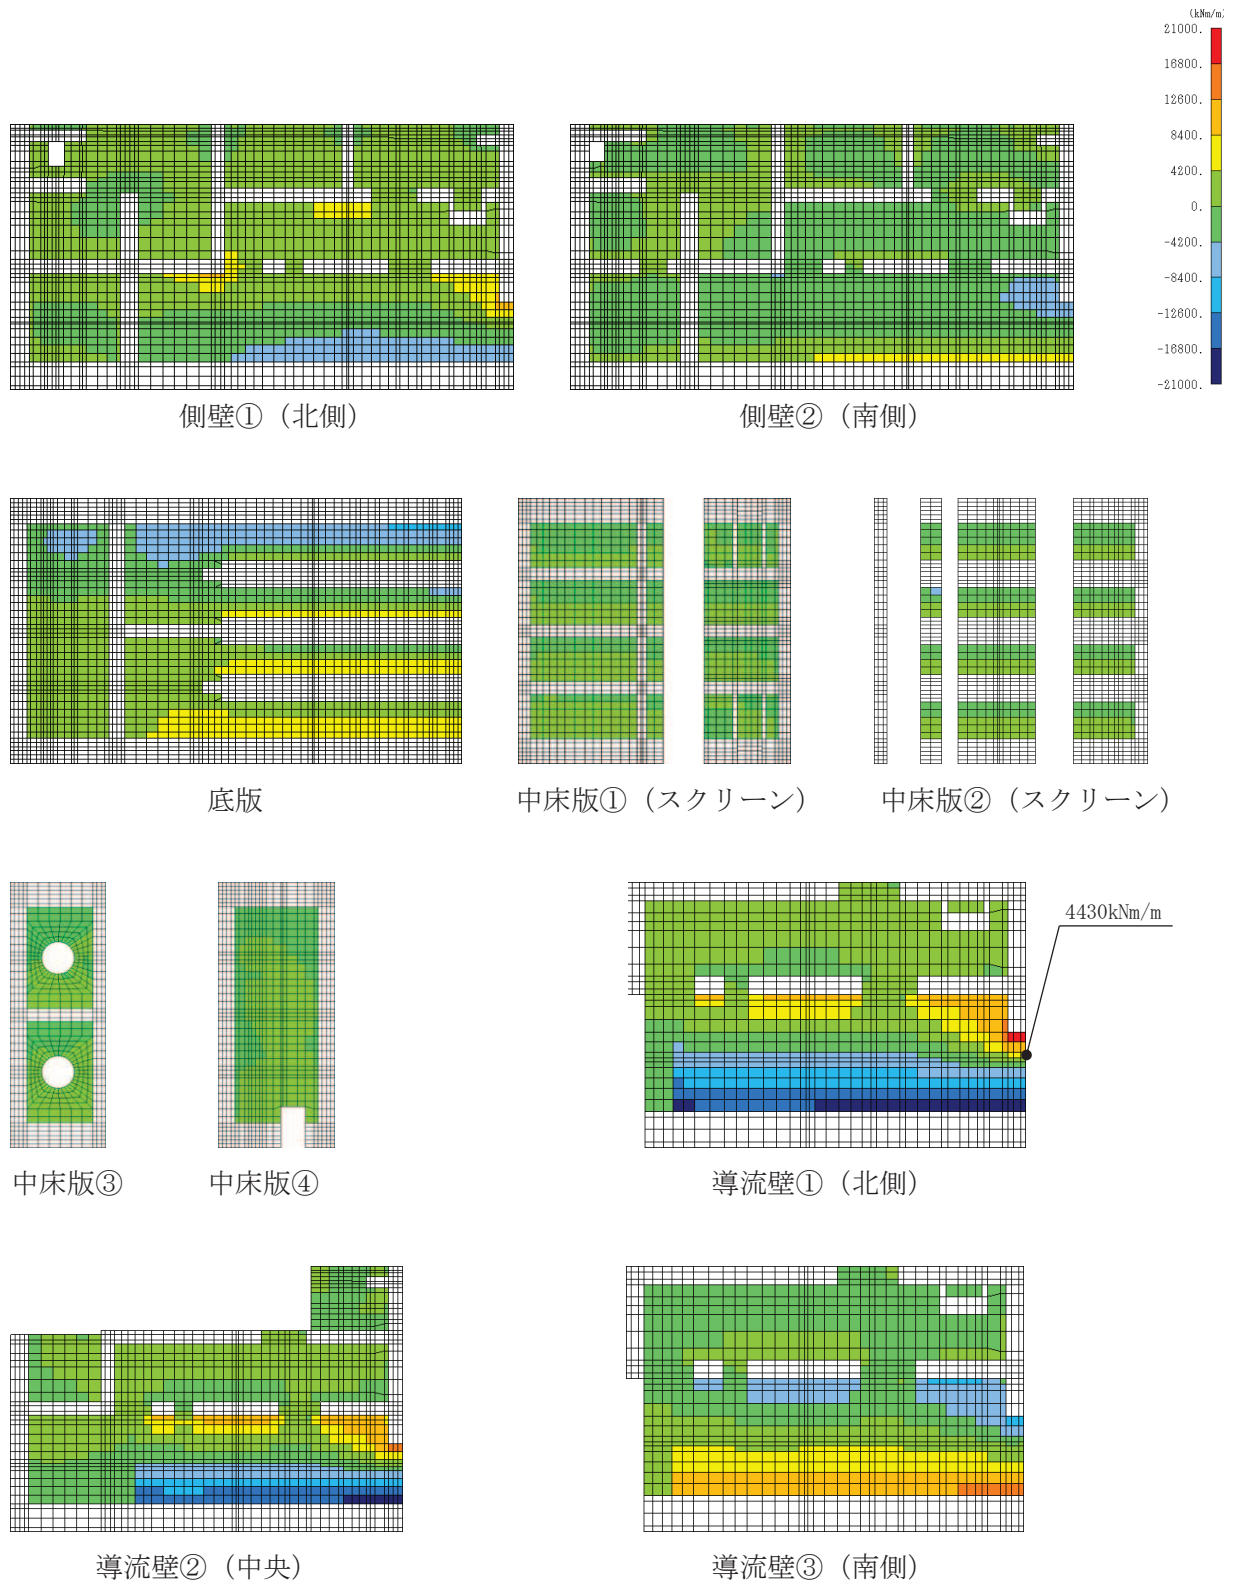 (kNm/m)
21000.
16800.
12600.
8400.
4200.
0.
-4200.
-8400.
-12600.
-16800.
-21000.
側壁①（北側）
側壁②（南側）
底版
中床版①（スクリーン）
中床版②（スクリーン）
4430kNm/m
中床版③
中床版④
導流壁①（北側）
導流壁②（中央）
導流壁③（南側）